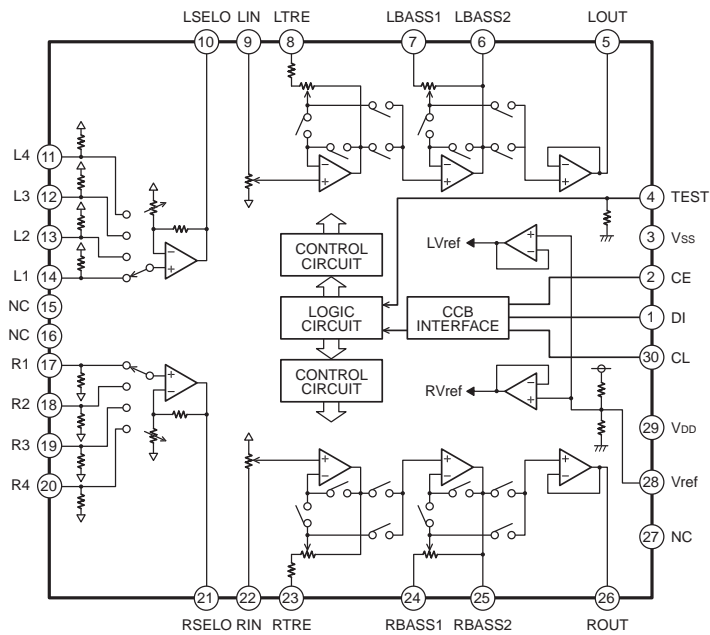 LSELO LIN LTRE LBASS1 LBASS2 LOUT
10 9 8 7 6 5
L4 11
L3 12
L2 13
L1 14
NC 15
NC 16
R1 17
R2 18
R3 19
R4 20
4 TEST
3 VSS
2 CE
1 DI
30 CL
29 VDD
28 Vref
27 NC
CONTROL
CIRCUIT
LOGIC
CIRCUIT
CONTROL
CIRCUIT
CCB
INTERFACE
LVref
RVref
21 22 23 24 25 26
RSELO RIN RTRE RBASS1 RBASS2 ROUT